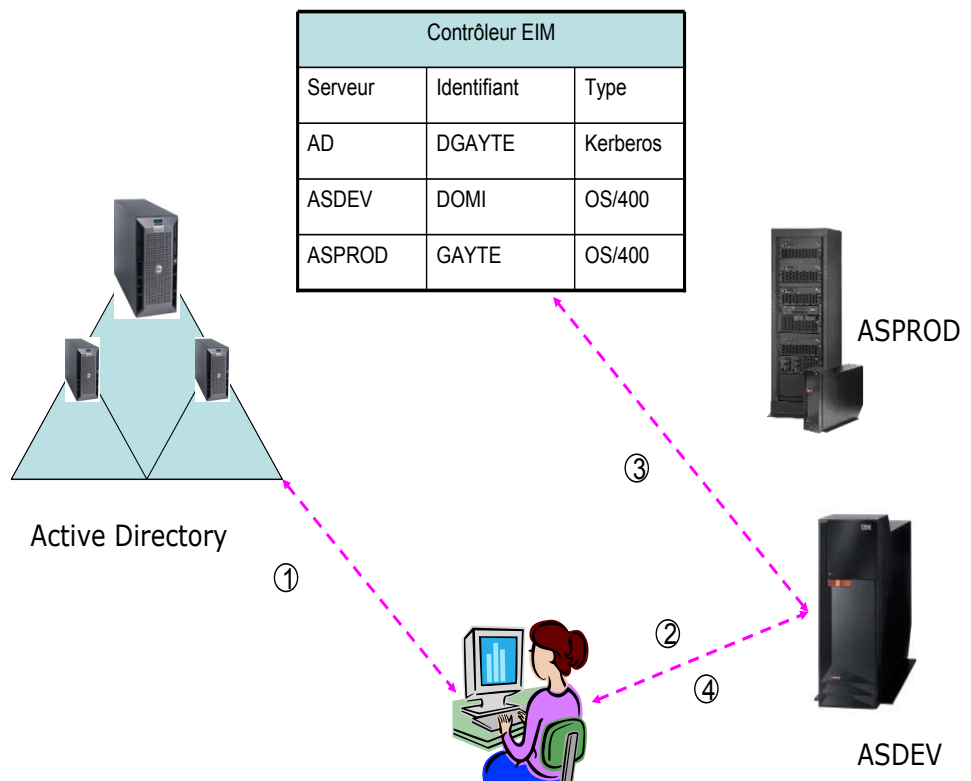 Contrôleur EIM
Serveur Identifiant Type
AD DGAYTE Kerberos
ASDEV DOMI OS/400
ASPROD GAYTE OS/400
ASPROD
③
Active Directory
①
②
④
ASDEV
IBM